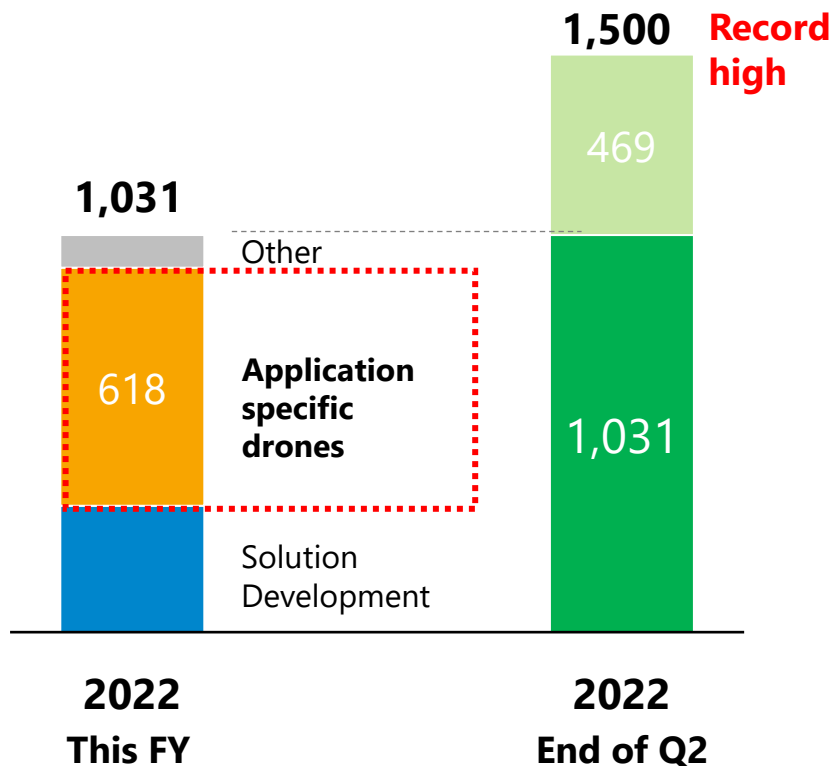 1,500
Record
high
469
1,031
Other
618
Application
specific
drones
1,031
Solution
Development
2022
This FY
2022
End of Q2